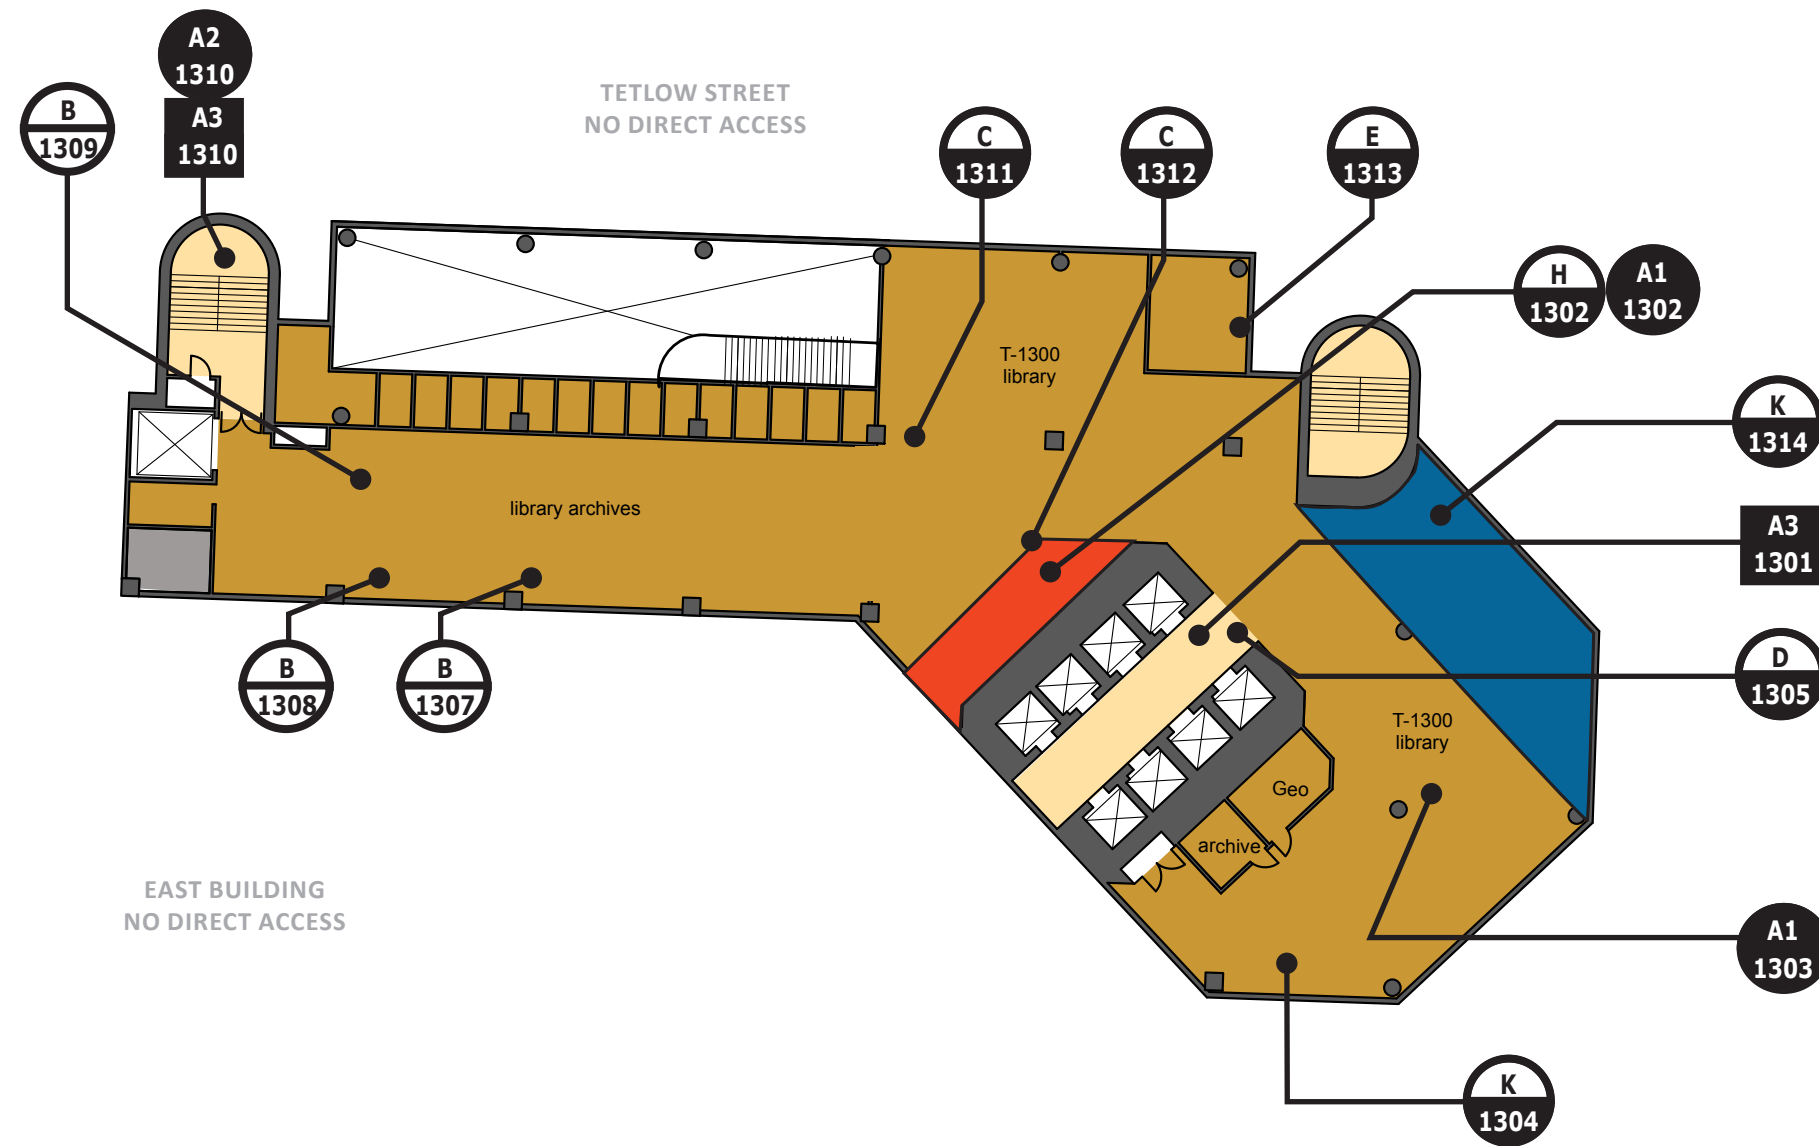 A2
1310
A3
1310
B
1309
TETLOW STREET
NO DIRECT ACCESS
C
1311
C
1312
E
1313
H
1302
A1
1302
T-1300
library
K
1314
library archives
A3
1301
B
1308
B
1307
D
1305
T-1300
library
Geo
archive
EAST BUILDING
NO DIRECT ACCESS
A1
1303
K
1304